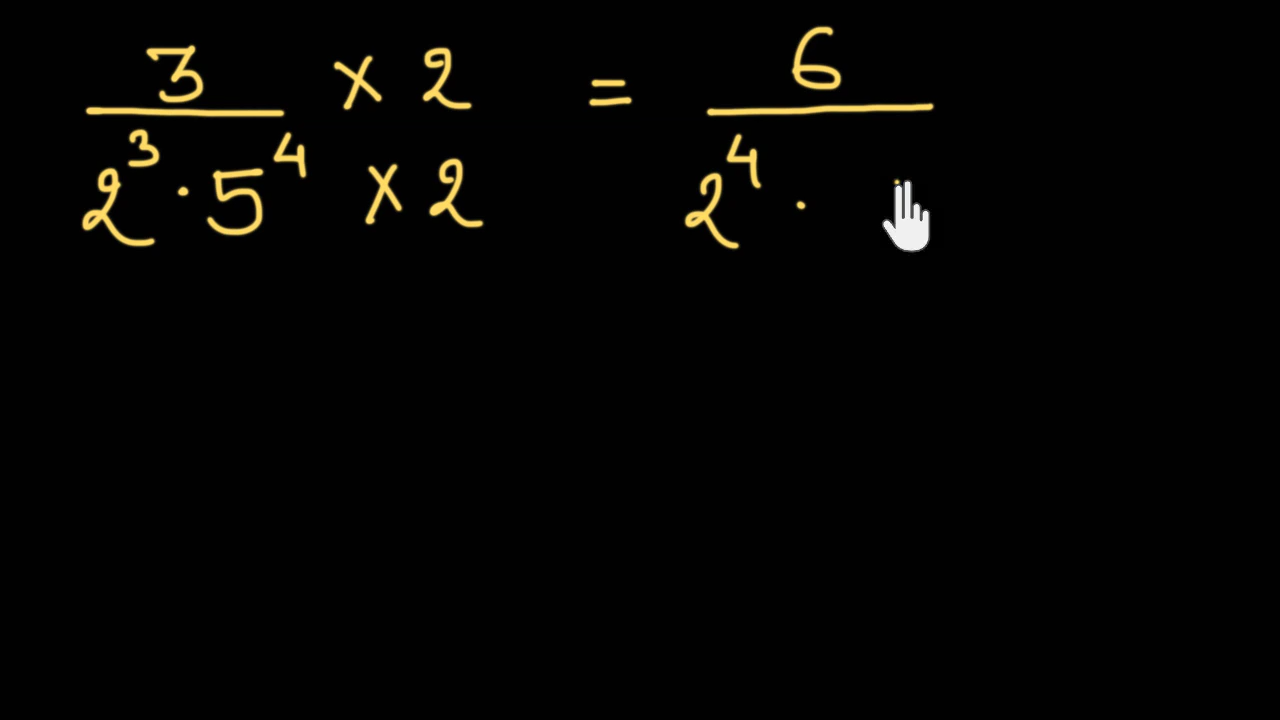 3 × 2 = 6
2³ · 5⁴ × 2 2⁴ ·